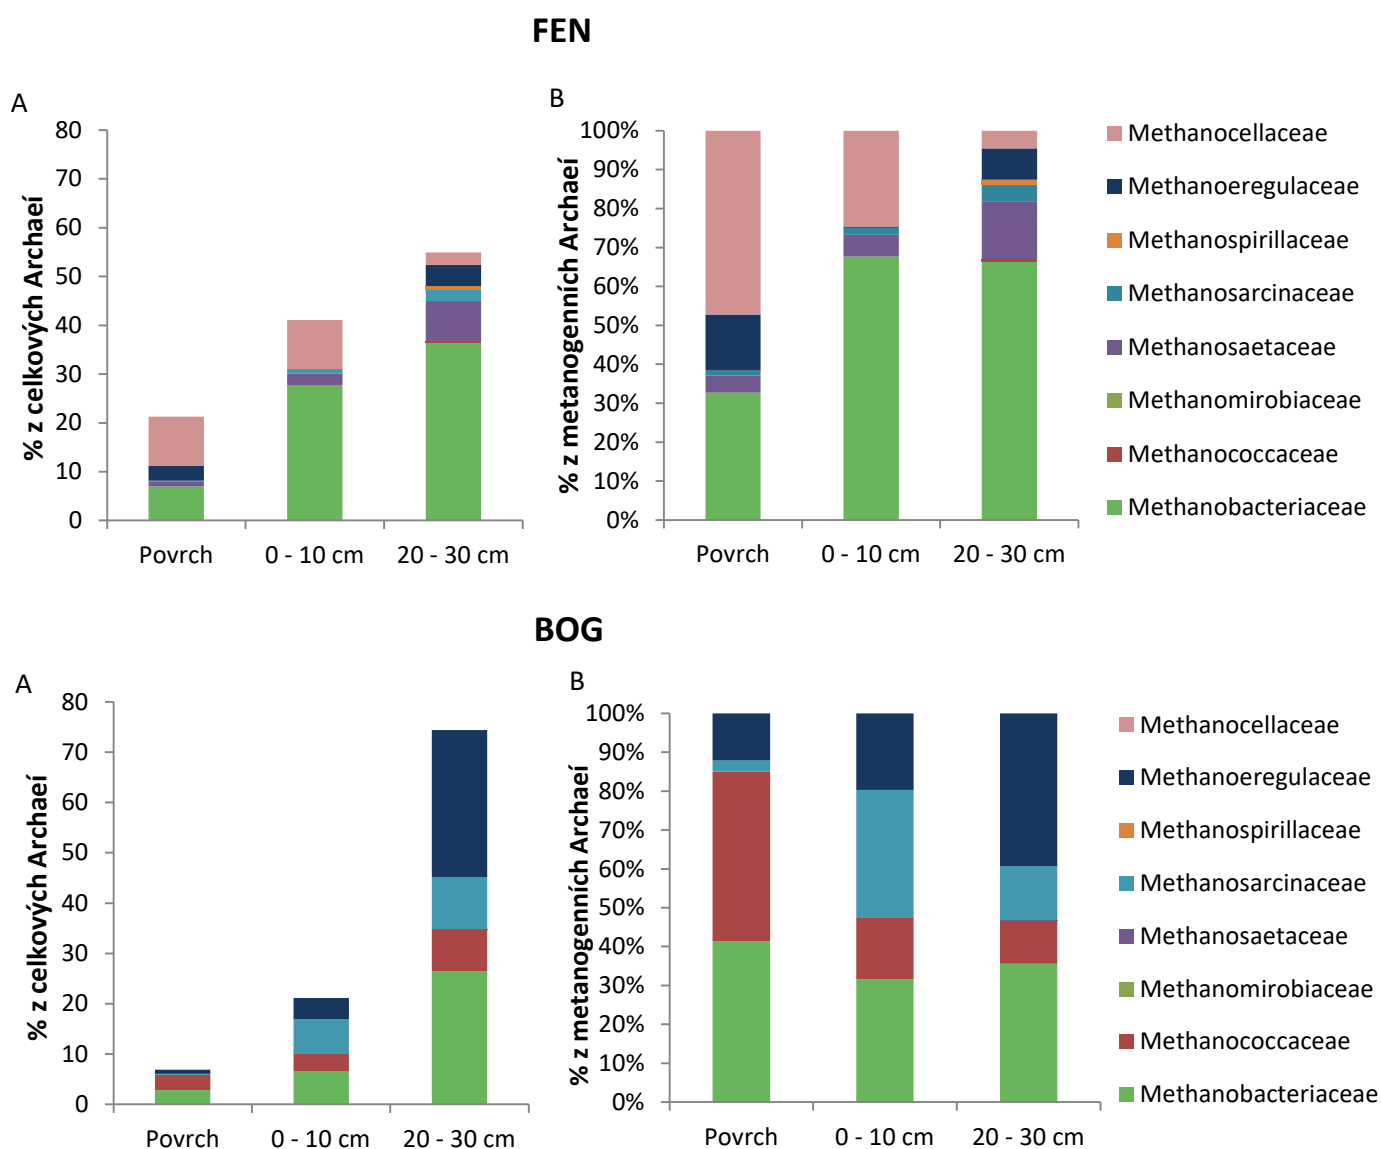 FEN
A
80
70
60
50
40
30
20
10
0
% z celkových Archaeí
Povrch
0 - 10 cm
20 - 30 cm
B
100%
90%
80%
70%
60%
50%
40%
30%
20%
10%
0%
% z metanogenních Archaeí
Povrch
0 - 10 cm
20 - 30 cm
Methanocellaceae
Methanoeregulaceae
Methanospirillaceae
Methanosarcinaceae
Methanosaetaceae
Methanomirobiaceae
Methanococcaceae
Methanobacteriaceae
BOG
A
80
70
60
50
40
30
20
10
0
% z celkových Archaeí
Povrch
0 - 10 cm
20 - 30 cm
B
100%
90%
80%
70%
60%
50%
40%
30%
20%
10%
0%
% z metanogenních Archaeí
Povrch
0 - 10 cm
20 - 30 cm
Methanocellaceae
Methanoeregulaceae
Methanospirillaceae
Methanosarcinaceae
Methanosaetaceae
Methanomirobiaceae
Methanococcaceae
Methanobacteriaceae